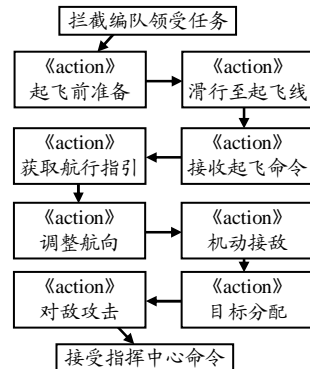 拦截编队领受任务
《action》
起飞前准备
《action》
滑行至起飞线
《action》
接收起飞命令
《action》
获取航行指引
《action》
调整航向
《action》
机动接敌
《action》
目标分配
《action》
对敌攻击
接受指挥中心命令